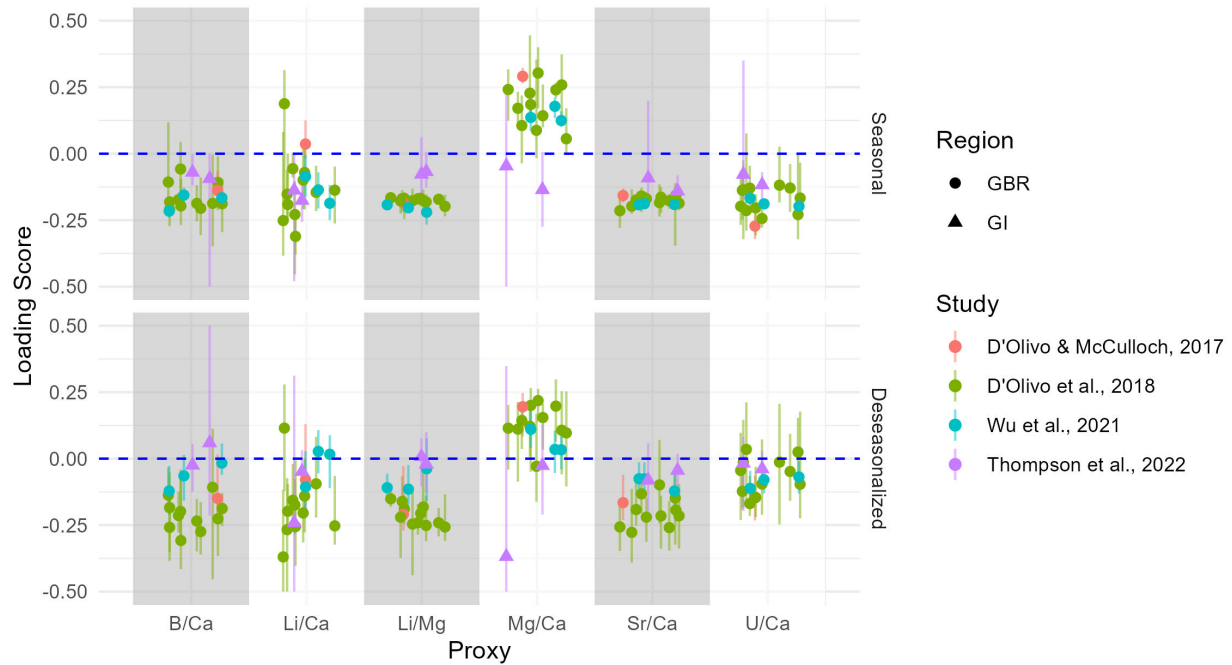 Loading Score
0.50
0.25
0.00
-0.25
-0.50
Seasonal
0.50
0.25
0.00
-0.25
-0.50
Deseasonalized
B/Ca
Li/Ca
Li/Mg
Mg/Ca
Sr/Ca
U/Ca
Proxy
Region
GBR
GI
Study
D'Olivo & McCulloch, 2017
D'Olivo et al., 2018
Wu et al., 2021
Thompson et al., 2022